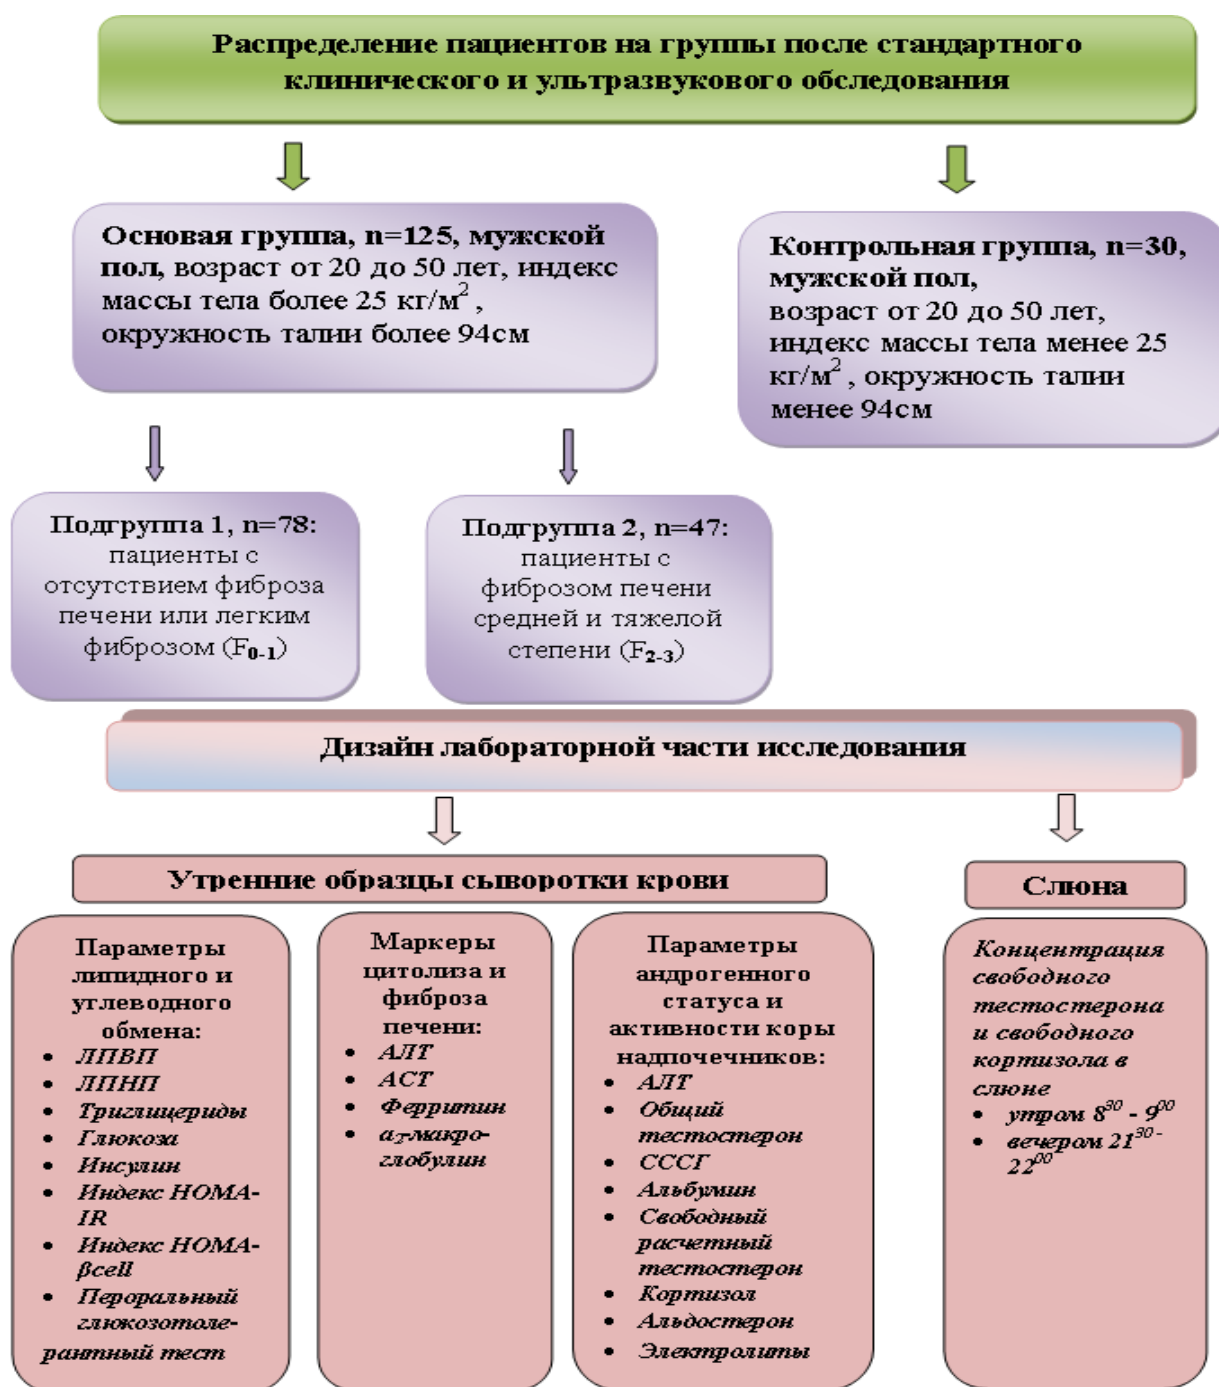 Распределение пациентов на группы после стандартного
клинического и ультразвукового обследования
Основая группа, n=125, мужской
пол, возраст от 20 до 50 лет, индекс
массы тела более 25 кг/м² ,
окружность талии более 94см
Контрольная группа, n=30,
мужской пол,
возраст от 20 до 50 лет,
индекс массы тела менее 25
кг/м² , окружность талии
менее 94см
Подгруппа 1, n=78:
пациенты с
отсутствием фиброза
печени или легким
фиброзом (F₀₋₁)
Подгруппа 2, n=47:
пациенты с
фиброзом печени
средней и тяжелой
степени (F₂₋₃)
Дизайн лабораторной части исследования
Утренние образцы сыворотки крови
Слюна
Параметры
липидного и
углеводного
обмена:
• ЛПВП
• ЛПНП
• Триглицериды
• Глюкоза
• Инсулин
• Индекс HOMA-
IR
• Индекс HOMA-
βcell
• Пероральный
глюкозотоле-
рантный тест
Маркеры
цитолиза и
фиброза
печени:
• АЛТ
• АСТ
• Ферритин
• α₂-макро-
глобулин
Параметры
андрогенного
статуса и
активности коры
надпочечников:
• АЛТ
• Общий
тестостерон
• СССГ
• Альбумин
• Свободный
расчетный
тестостерон
• Кортизол
• Альдостерон
• Электролиты
Концентрация
свободного
тестостерона
и свободного
кортизола в
слюне
• утром 8³⁰ - 9⁰⁰
• вечером 21³⁰ -
22⁰⁰